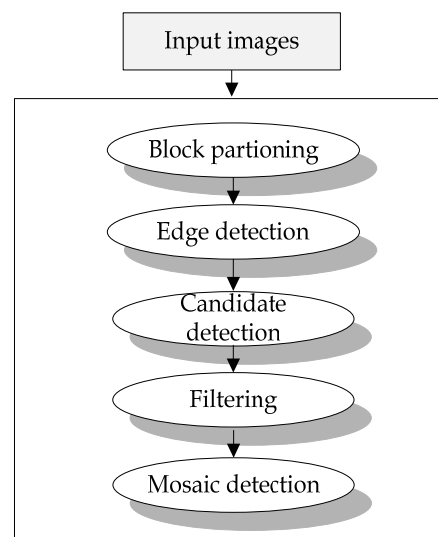 Input images
Block partioning
Edge detection
Candidate
detection
Filtering
Mosaic detection